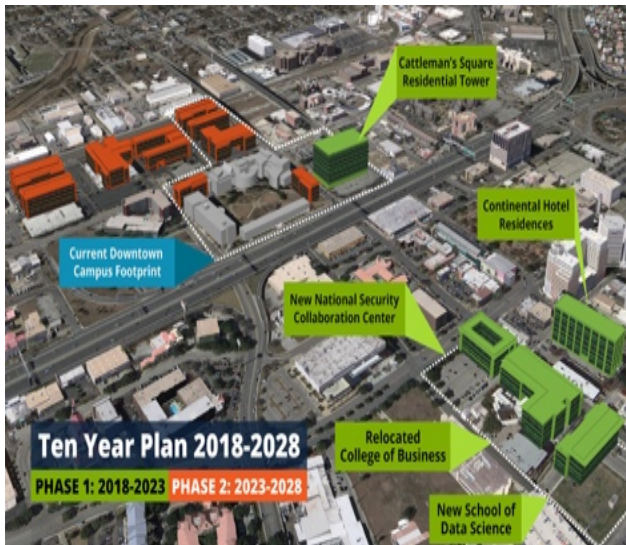 Cattleman's Square
Residential Tower
Continental Hotel
Residences
Current Downtown
Campus Footprint
New National Security
Collaboration Center
Relocated
College of Business
New School of
Data Science
Ten Year Plan 2018-2028
PHASE 1: 2018-2023 PHASE 2: 2023-2028